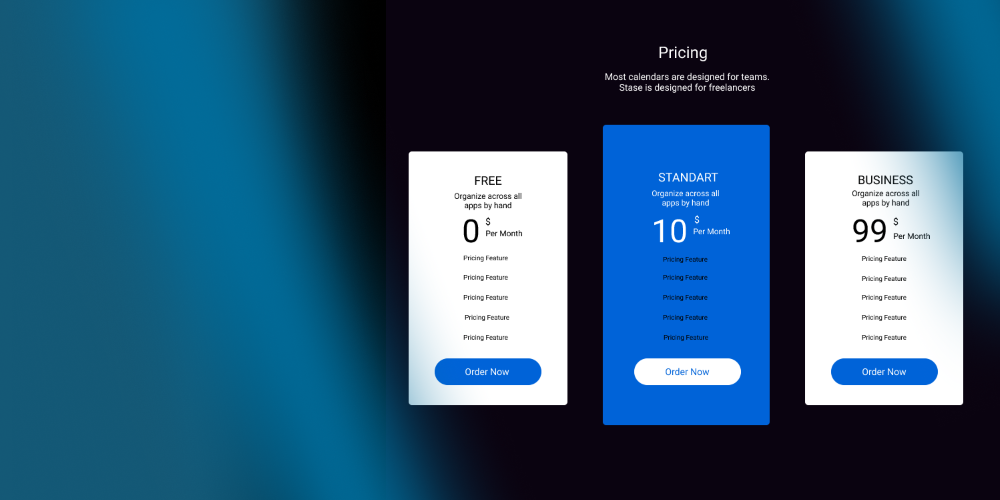 Pricing
Most calendars are designed for teams.
Stase is designed for freelancers
FREE
Organize across all
apps by hand
0
$
Per Month
Pricing Feature
Pricing Feature
Pricing Feature
Pricing Feature
Pricing Feature
Order Now
STANDART
Organize across all
apps by hand
10
$
Per Month
Pricing Feature
Pricing Feature
Pricing Feature
Pricing Feature
Pricing Feature
Order Now
BUSINESS
Organize across all
apps by hand
99
$
Per Month
Pricing Feature
Pricing Feature
Pricing Feature
Pricing Feature
Pricing Feature
Order Now